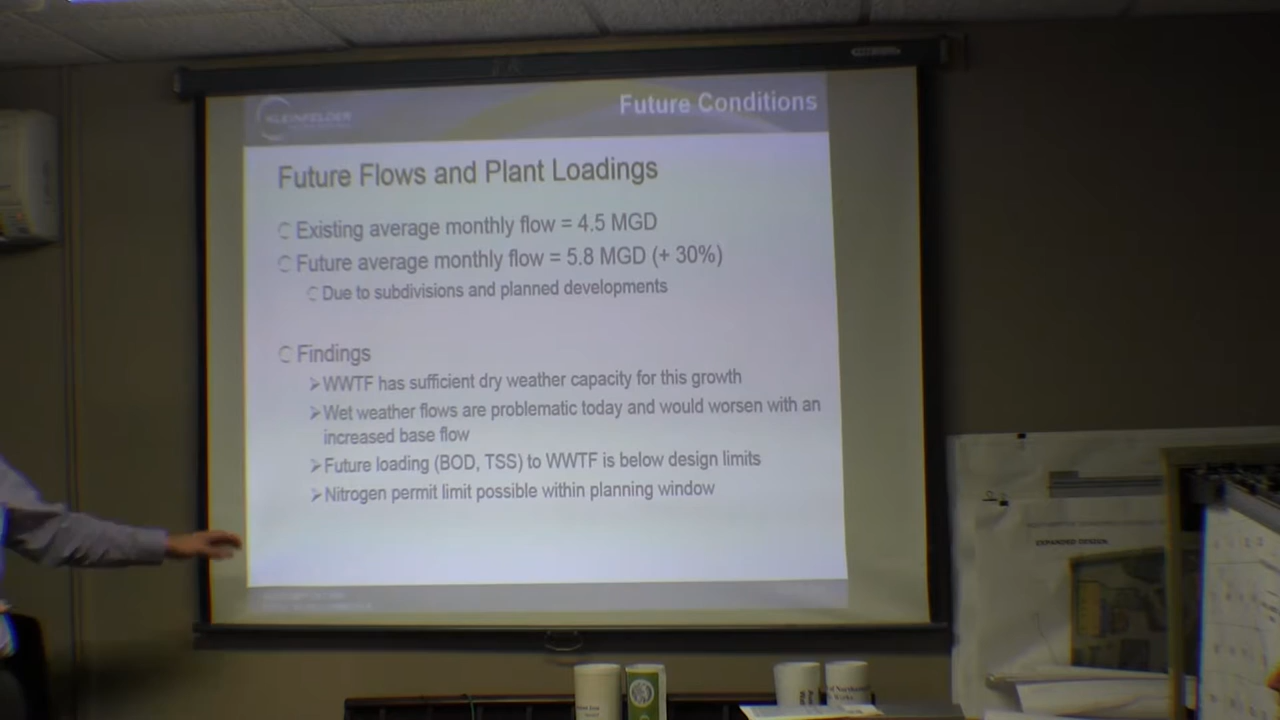 KLEINFELDER
Future Conditions
Future Flows and Plant Loadings
Existing average monthly flow = 4.5 MGD
Future average monthly flow = 5.8 MGD (+ 30%)
Due to subdivisions and planned developments
Findings
WWTF has sufficient dry weather capacity for this growth
Wet weather flows are problematic today and would worsen with an
increased base flow
Future loading (BOD, TSS) to WWTF is below design limits
Nitrogen permit limit possible within planning window
EXPANDED DESIGN